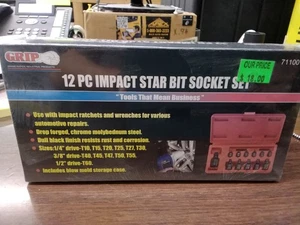 GRIP
12 PC IMPACT STAR BIT SOCKET SET
"Tools That Mean Business"
OUR PRICE
$ 18.00
71100
• Use with impact ratchets and wrenches for various
automotive repairs.
• Drop forged, chrome molybdenum steel.
• Dull black finish resists rust and corrosion.
• Sizes: 1/4" drive-T10, T15, T20, T25, T27, T30,
3/8" drive-T40, T45, T47, T50, T55,
1/2" drive-T60.
• Includes blow mold storage case.